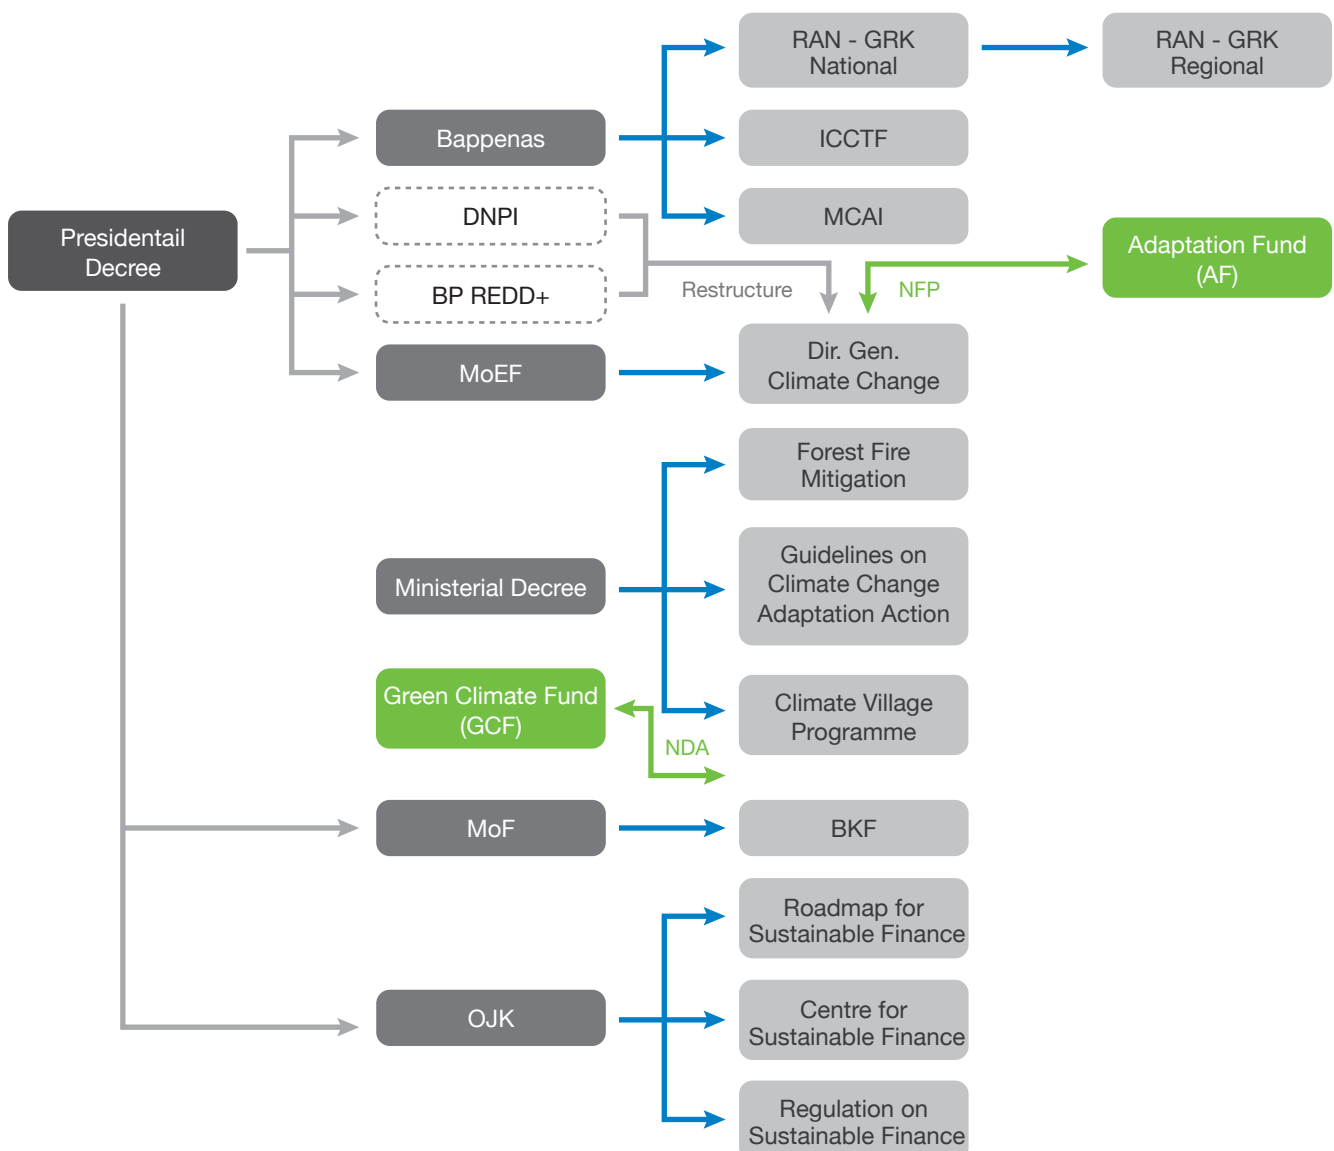 RAN - GRK
National
RAN - GRK
Regional
Bappenas
ICCTF
DNPI
MCAI
Presidentail
Decree
Adaptation Fund
(AF)
BP REDD+
Restructure
NFP
MoEF
Dir. Gen.
Climate Change
Forest Fire
Mitigation
Ministerial Decree
Guidelines on
Climate Change
Adaptation Action
Green Climate Fund
(GCF)
Climate Village
Programme
NDA
MoF
BKF
Roadmap for
Sustainable Finance
OJK
Centre for
Sustainable Finance
Regulation on
Sustainable Finance